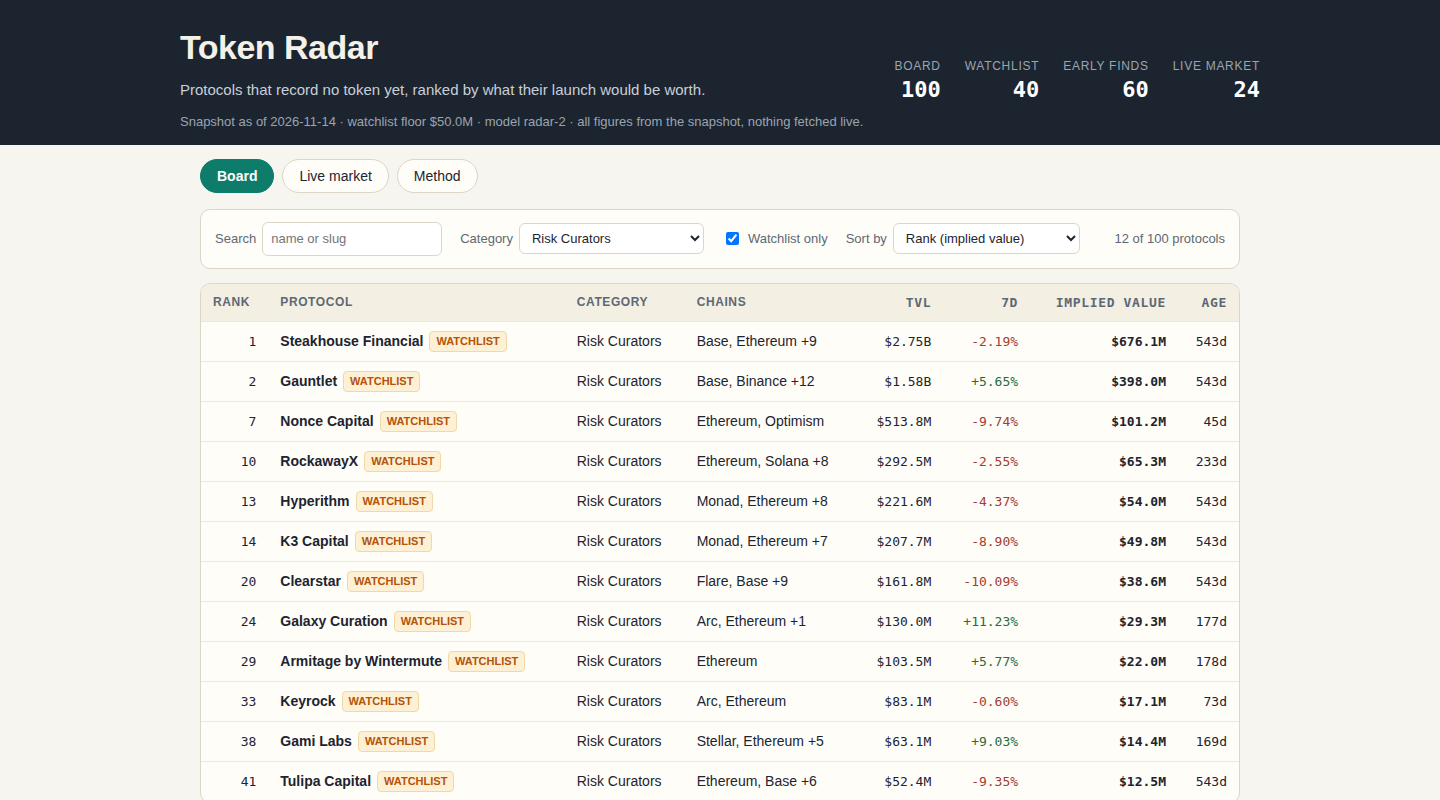 Token Radar
Protocols that record no token yet, ranked by what their launch would be worth.
Snapshot as of 2026-11-14 · watchlist floor $50.0M · model radar-2 · all figures from the snapshot, nothing fetched live.
BOARD WATCHLIST EARLY FINDS LIVE MARKET
100 40 60 24
Board Live market Method
Search name or slug Category Risk Curators Watchlist only Sort by Rank (implied value) 12 of 100 protocols
RANK PROTOCOL CATEGORY CHAINS TVL 7D IMPLIED VALUE AGE
1 Steakhouse Financial WATCHLIST Risk Curators Base, Ethereum +9 $2.75B -2.19% $676.1M 543d
2 Gauntlet WATCHLIST Risk Curators Base, Binance +12 $1.58B +5.65% $398.0M 543d
7 Nonce Capital WATCHLIST Risk Curators Ethereum, Optimism $513.8M -9.74% $101.2M 45d
10 RockawayX WATCHLIST Risk Curators Ethereum, Solana +8 $292.5M -2.55% $65.3M 233d
13 Hyperithm WATCHLIST Risk Curators Monad, Ethereum +8 $221.6M -4.37% $54.0M 543d
14 K3 Capital WATCHLIST Risk Curators Monad, Ethereum +7 $207.7M -8.90% $49.8M 543d
20 Clearstar WATCHLIST Risk Curators Flare, Base +9 $161.8M -10.09% $38.6M 543d
24 Galaxy Curation WATCHLIST Risk Curators Arc, Ethereum +1 $130.0M +11.23% $29.3M 177d
29 Armitage by Wintermute WATCHLIST Risk Curators Ethereum $103.5M +5.77% $22.0M 178d
33 Keyrock WATCHLIST Risk Curators Arc, Ethereum $83.1M -0.60% $17.1M 73d
38 Gami Labs WATCHLIST Risk Curators Stellar, Ethereum +5 $63.1M +9.03% $14.4M 169d
41 Tulipa Capital WATCHLIST Risk Curators Ethereum, Base +6 $52.4M -9.35% $12.5M 543d